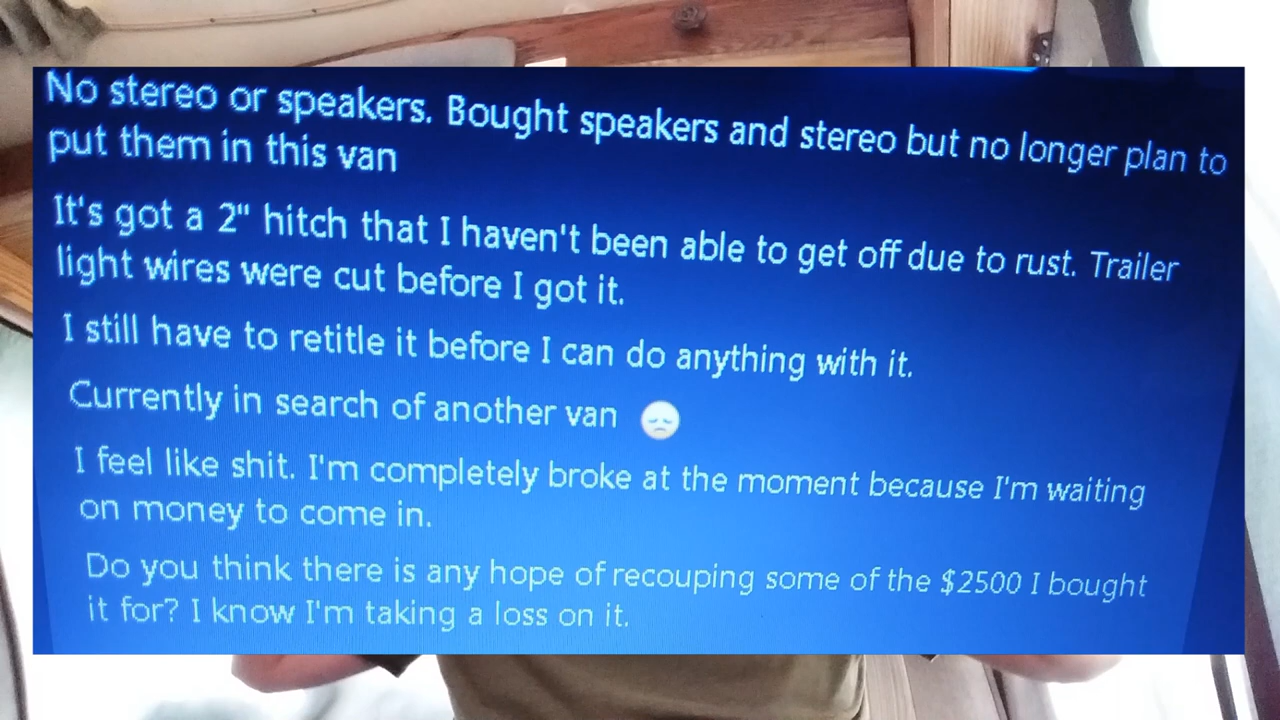 No stereo or speakers. Bought speakers and stereo but no longer plan to
put them in this van
It's got a 2" hitch that I haven't been able to get off due to rust. Trailer
light wires were cut before I got it.
I still have to retitle it before I can do anything with it.
Currently in search of another van 😞
I feel like shit. I'm completely broke at the moment because I'm waiting
on money to come in.
Do you think there is any hope of recouping some of the $2500 I bought
it for? I know I'm taking a loss on it.